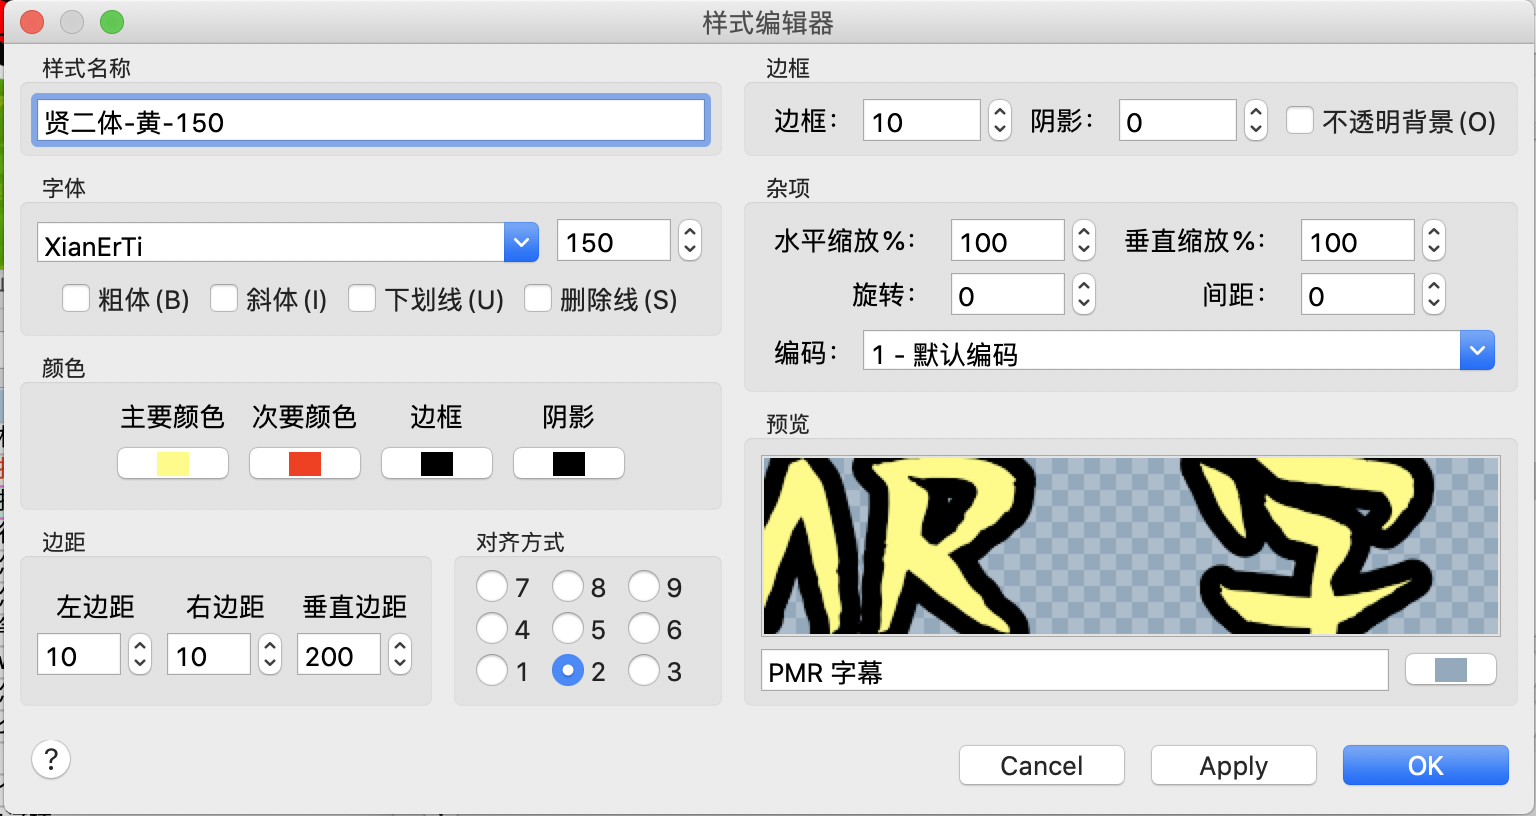 样式编辑器
样式名称
贤二体-黄-150
字体
XianErTi
150
粗体(B) 斜体(I) 下划线(U) 删除线(S)
颜色
主要颜色 次要颜色 边框 阴影
边距
左边距 右边距 垂直边距
10 10 200
对齐方式
7 8 9
4 5 6
1 2 3
边框
边框: 10 阴影: 0 不透明背景(O)
杂项
水平缩放%: 100 垂直缩放%: 100
旋转: 0 间距: 0
编码: 1 - 默认编码
预览
MR 字
PMR 字幕
?
Cancel Apply OK